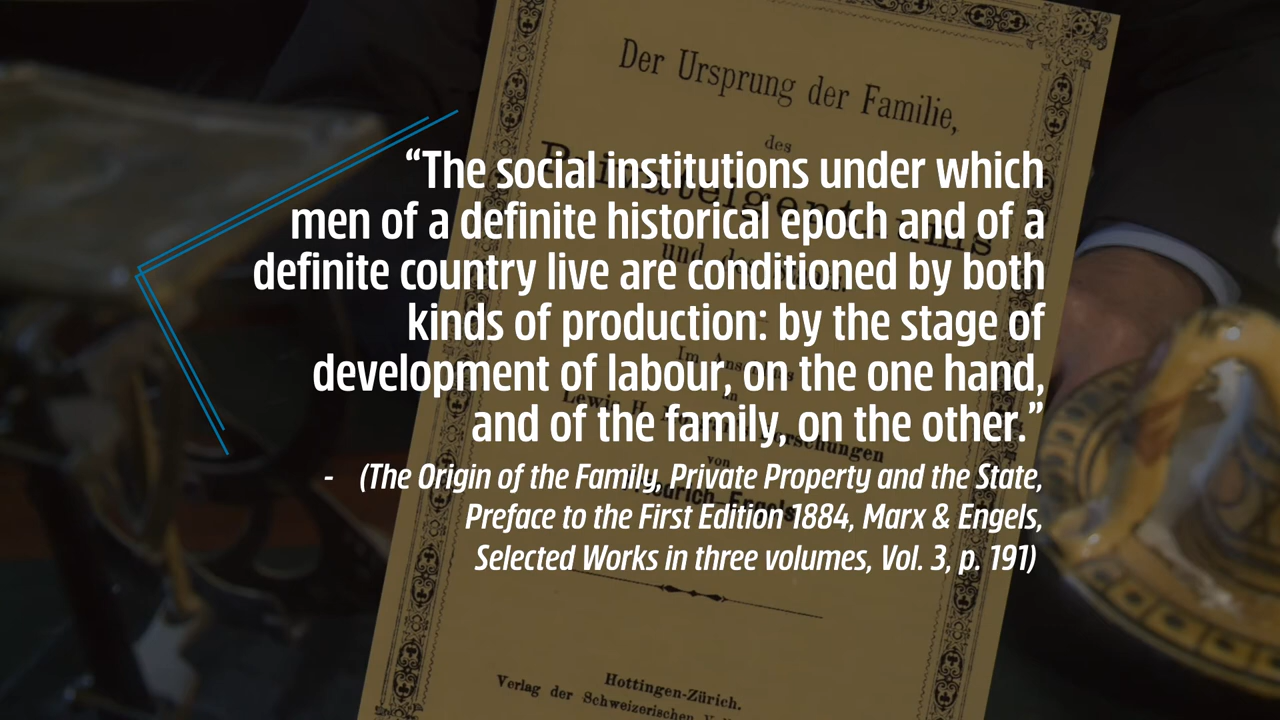 Der Ursprung der Familie,
des
Privateigenthums
“The social institutions under which
men of a definite historical epoch and of a
definite country live are conditioned by both
kinds of production: by the stage of
development of labour, on the one hand,
and of the family, on the other.”
- (The Origin of the Family, Private Property and the State,
Preface to the First Edition 1884, Marx & Engels,
Selected Works in three volumes, Vol. 3, p. 191)
Hottingen-Zürich.
Verlag der Schweizerischen